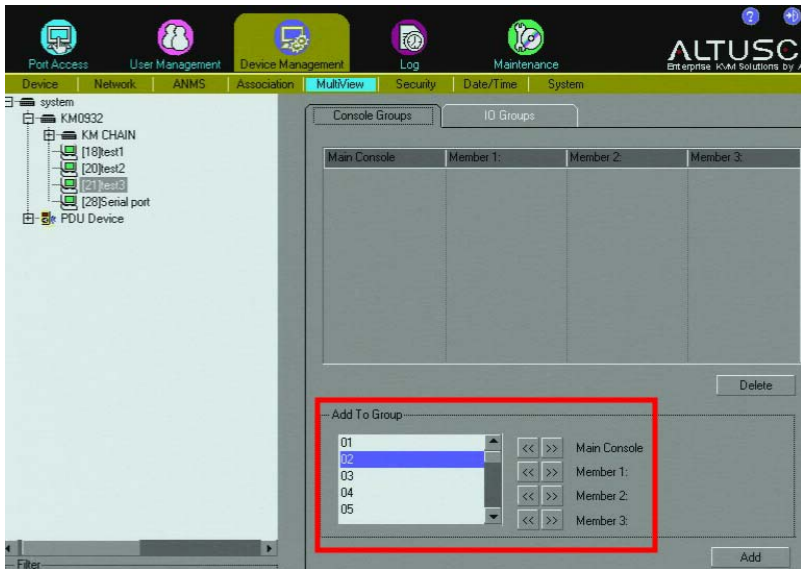 Port Access User Management Device Management Log Maintenance
ALTUSC
Enterprise KVM Solutions by A
Device Network ANMS Association MultiView Security Date/Time System
system
KM0932
KM CHAIN
[18]test1
[20]test2
[21]test3
[28]Serial port
PDU Device
Filter
Console Groups IO Groups
Main Console Member 1: Member 2: Member 3:
Delete
Add To Group
01
02
03
04
05
<< >> Main Console
<< >> Member 1:
<< >> Member 2:
<< >> Member 3:
Add